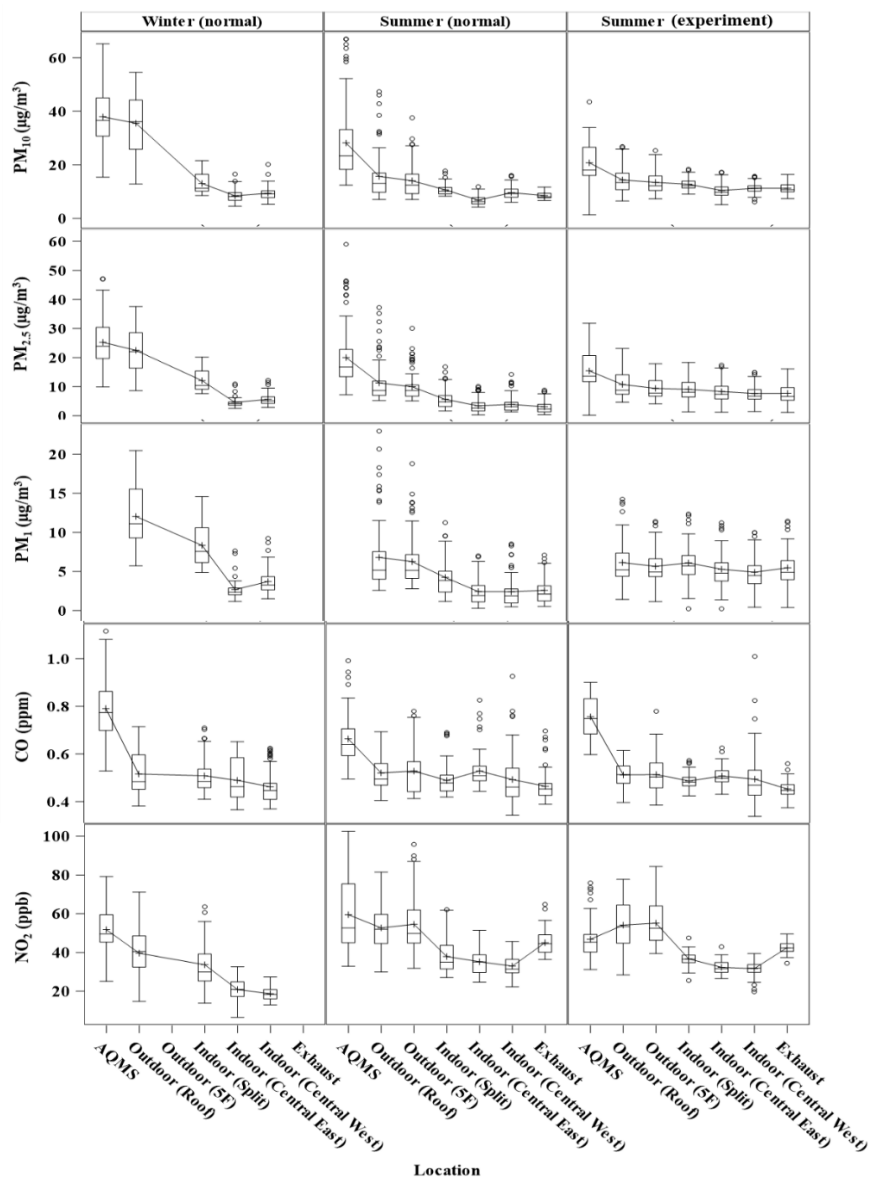 Winter (normal) Summer (normal) Summer (experiment)
PM10 (µg/m³)
60
40
20
0
PM2.5 (µg/m³)
60
50
40
30
20
10
0
PM1 (µg/m³)
20
15
10
5
0
CO (ppm)
1.0
0.8
0.6
0.4
NO2 (ppb)
100
80
60
40
20
AQMS
Outdoor (Roof)
Outdoor (5F)
Indoor (Split)
Indoor (Central East)
Indoor (Central West)
Exhaust
AQMS
Outdoor (Roof)
Outdoor (5F)
Indoor (Split)
Indoor (Central East)
Indoor (Central West)
Exhaust
AQMS
Outdoor (Roof)
Outdoor (5F)
Indoor (Split)
Indoor (Central East)
Indoor (Central West)
Exhaust
Location